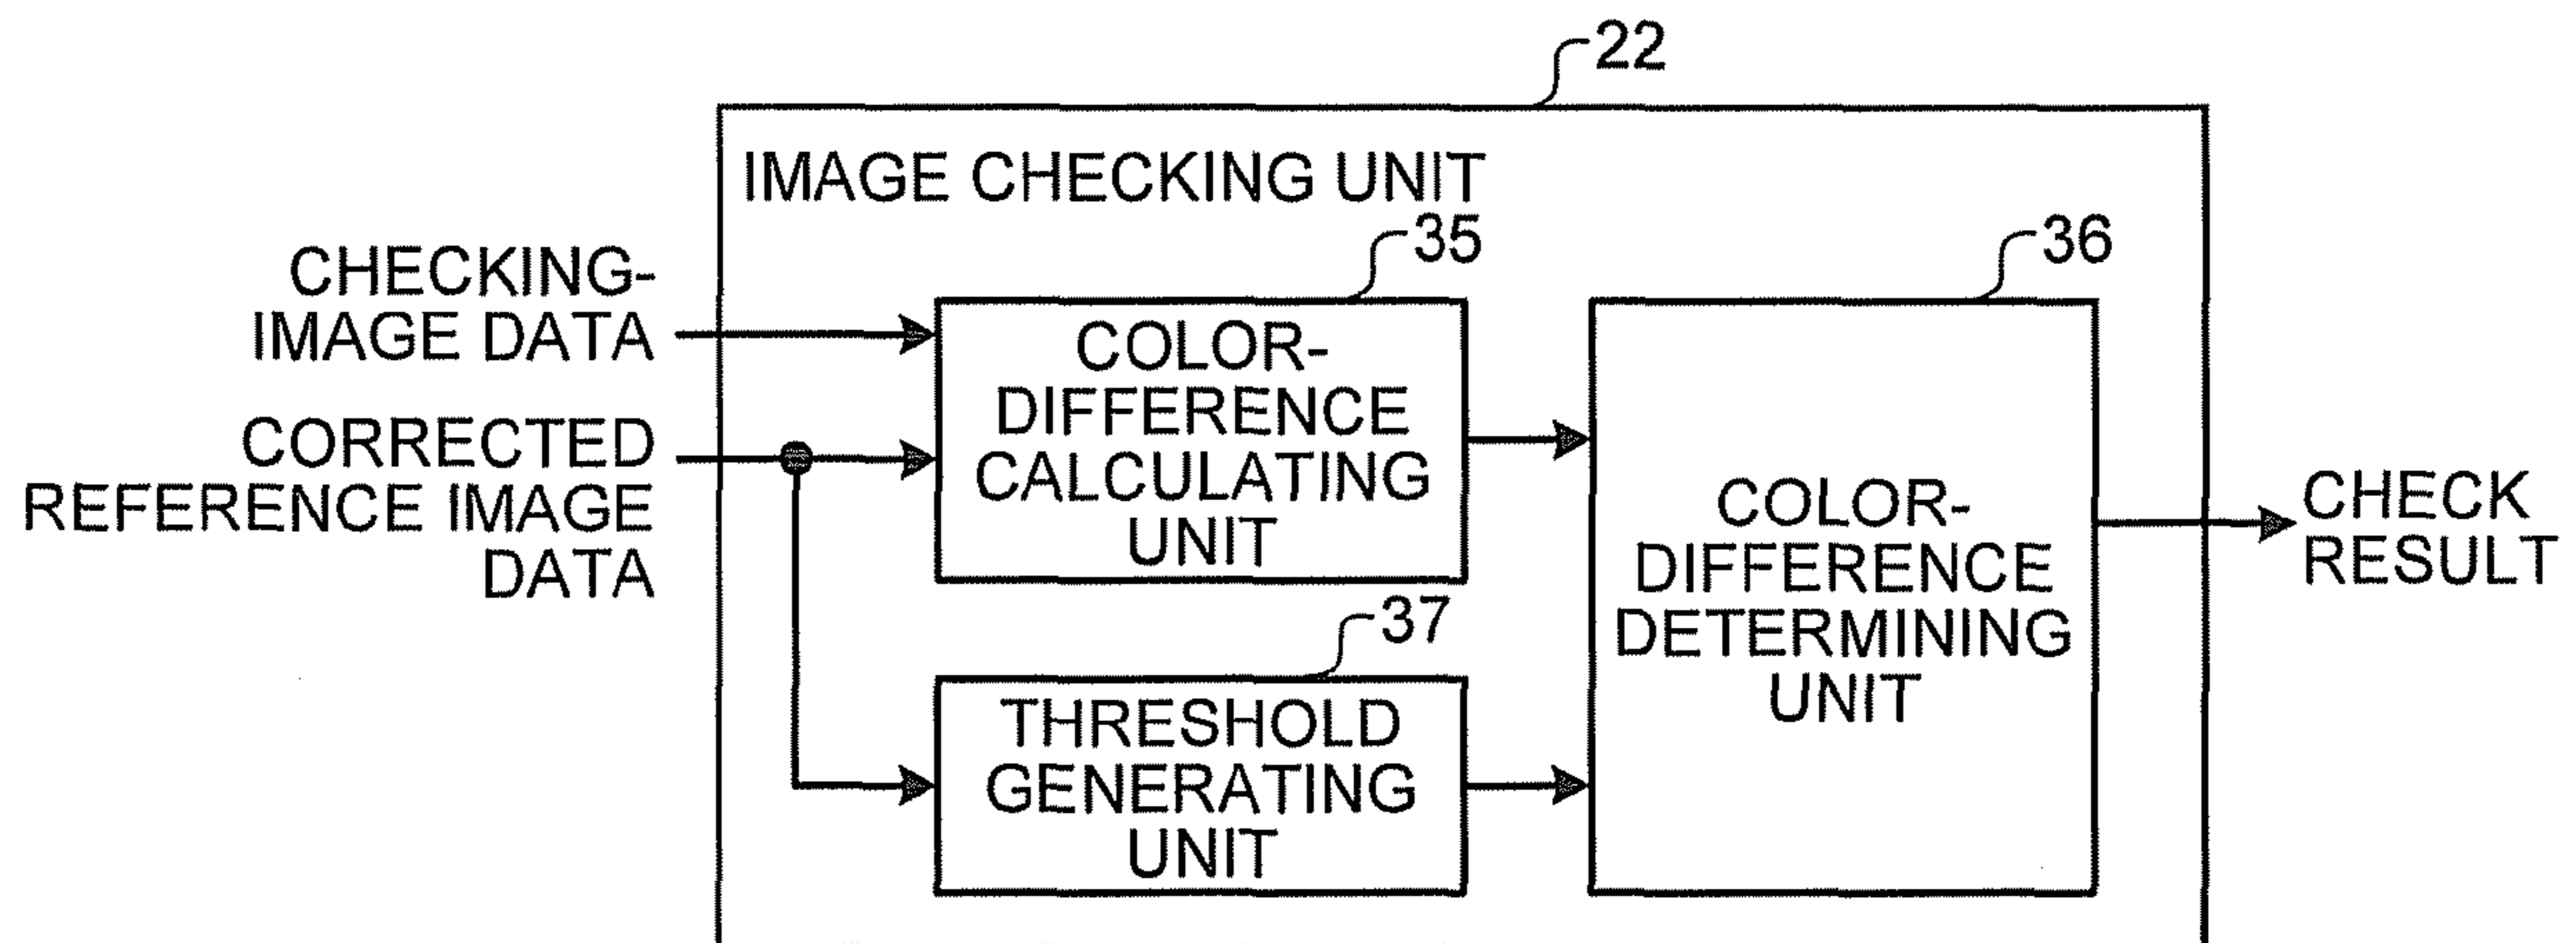 22
IMAGE CHECKING UNIT
CHECKING-
IMAGE DATA
CORRECTED
REFERENCE IMAGE
DATA
35
COLOR-
DIFFERENCE
CALCULATING
UNIT
37
THRESHOLD
GENERATING
UNIT
36
COLOR-
DIFFERENCE
DETERMINING
UNIT
CHECK
RESULT